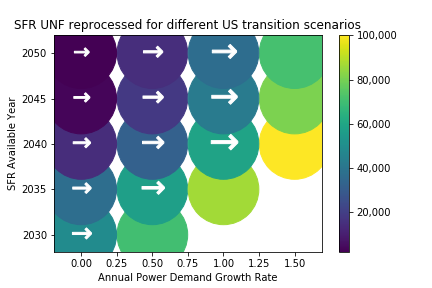 SFR UNF reprocessed for different US transition scenarios
SFR Available Year
2050
2045
2040
2035
2030
0.00 0.25 0.50 0.75 1.00 1.25 1.50
Annual Power Demand Growth Rate
100,000
80,000
60,000
40,000
20,000